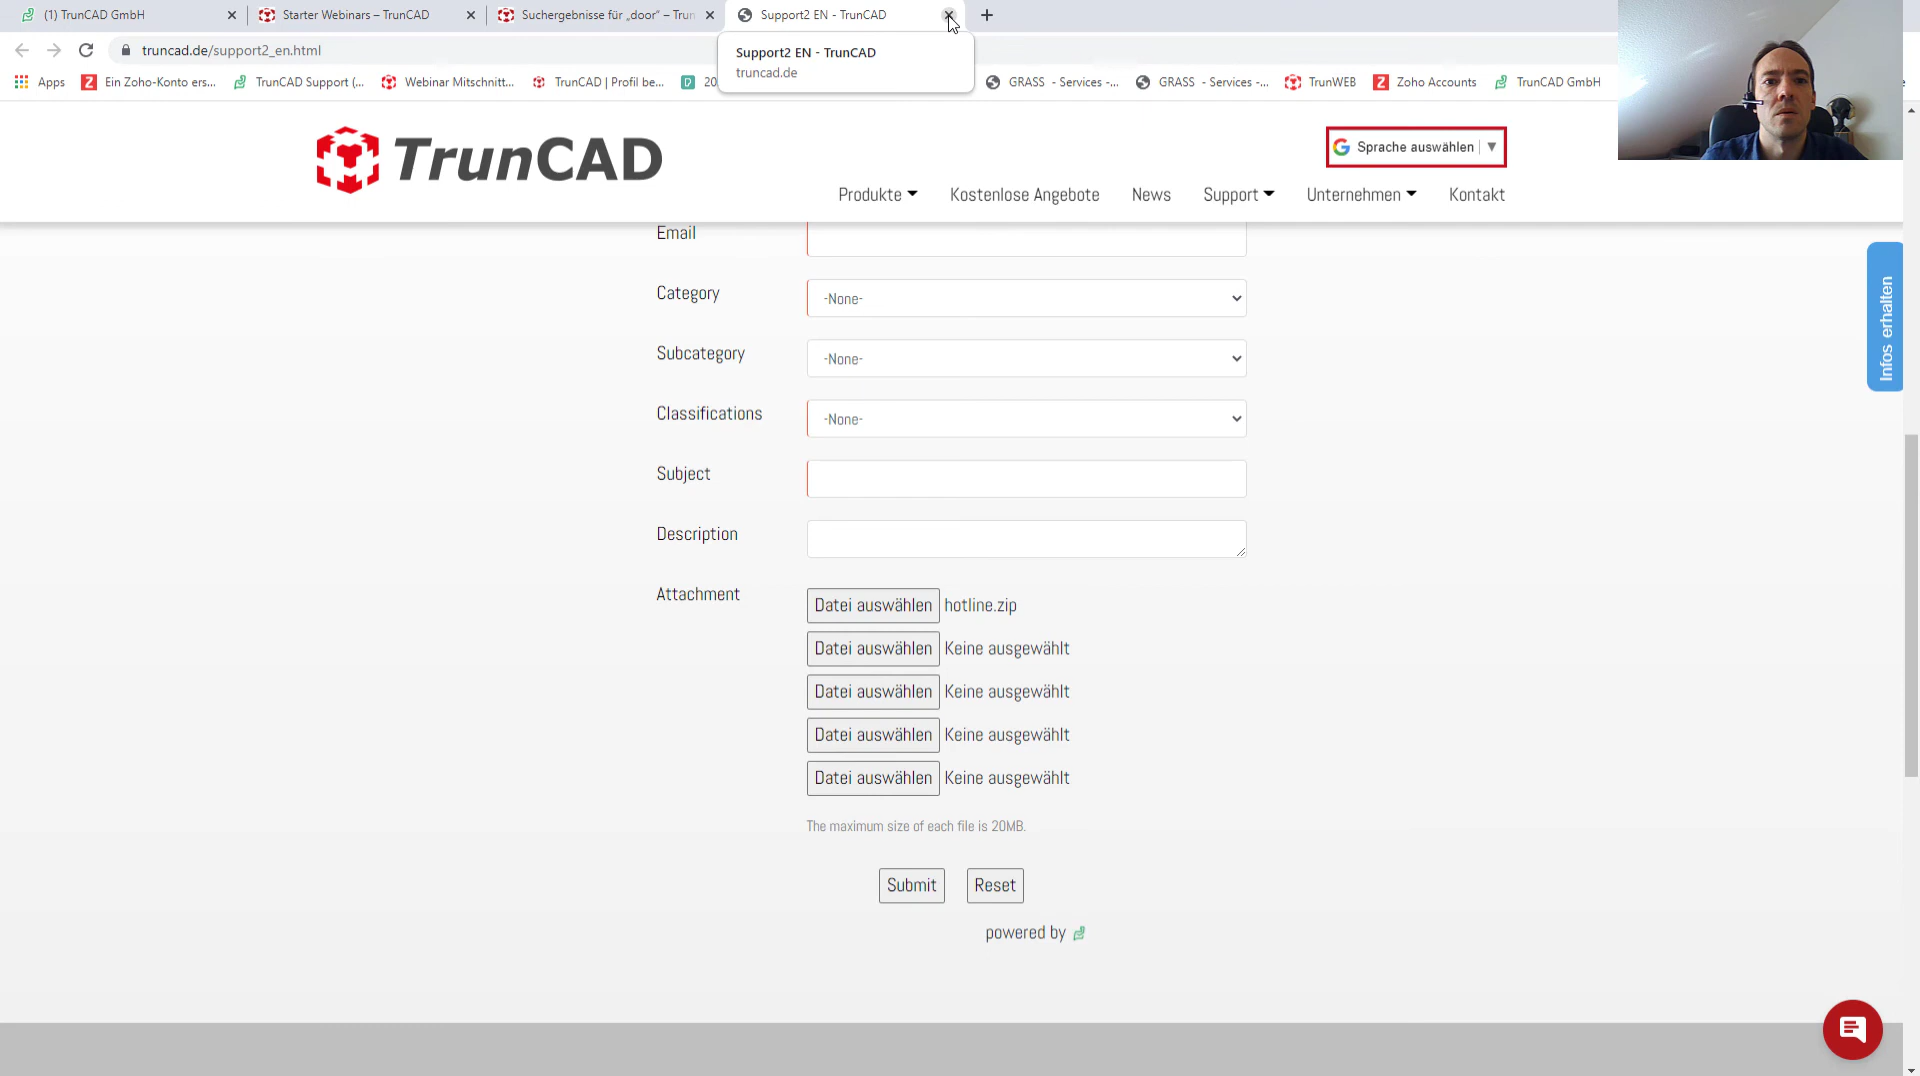 (1) TrunCAD GmbH
Starter Webinars – TrunCAD
Suchergebnisse für „door“ – Trun
Support2 EN - TrunCAD
truncad.de/support2_en.html
Support2 EN - TrunCAD
truncad.de
Apps
Ein Zoho-Konto ers...
TrunCAD Support (...
Webinar Mitschnitt...
TrunCAD | Profil be...
20
GRASS - Services -...
GRASS - Services -...
TrunWEB
Zoho Accounts
TrunCAD GmbH
TrunCAD
Sprache auswählen
Produkte
Kostenlose Angebote
News
Support
Unternehmen
Kontakt
Email
Category
-None-
Subcategory
-None-
Classifications
-None-
Subject
Description
Attachment
Datei auswählen hotline.zip
Datei auswählen Keine ausgewählt
Datei auswählen Keine ausgewählt
Datei auswählen Keine ausgewählt
Datei auswählen Keine ausgewählt
The maximum size of each file is 20MB.
Submit
Reset
powered by
Infos erhalten